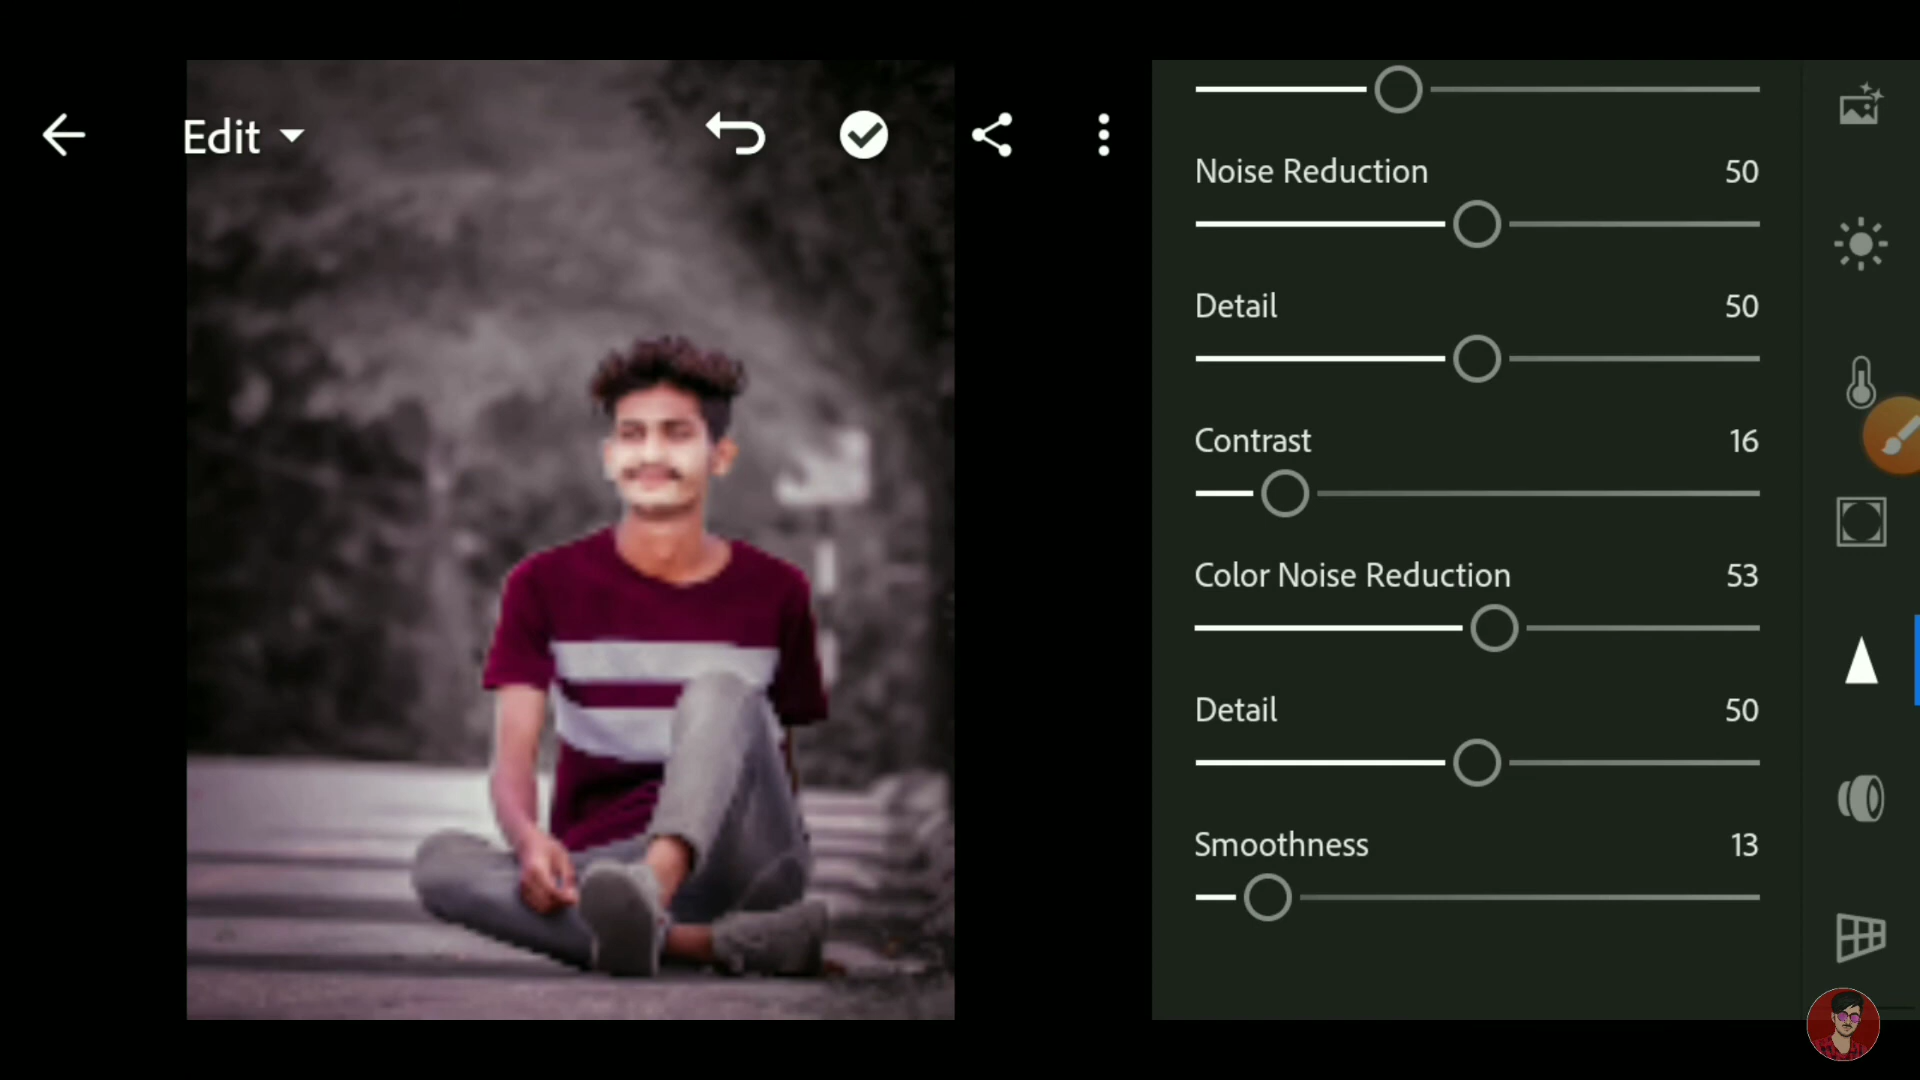 Edit
Noise Reduction 50
Detail 50
Contrast 16
Color Noise Reduction 53
Detail 50
Smoothness 13